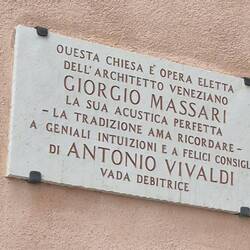 QUESTA CHIESA E' OPERA ELETTA
DELL'ARCHITETTO VENEZIANO
GIORGIO MASSARI
LA SUA ACUSTICA PERFETTA
- LA TRADIZIONE AMA RICORDARE -
A GENIALI INTUIZIONI E A FELICI CONSIGLI
DI ANTONIO VIVALDI
VADA DEBITRICE